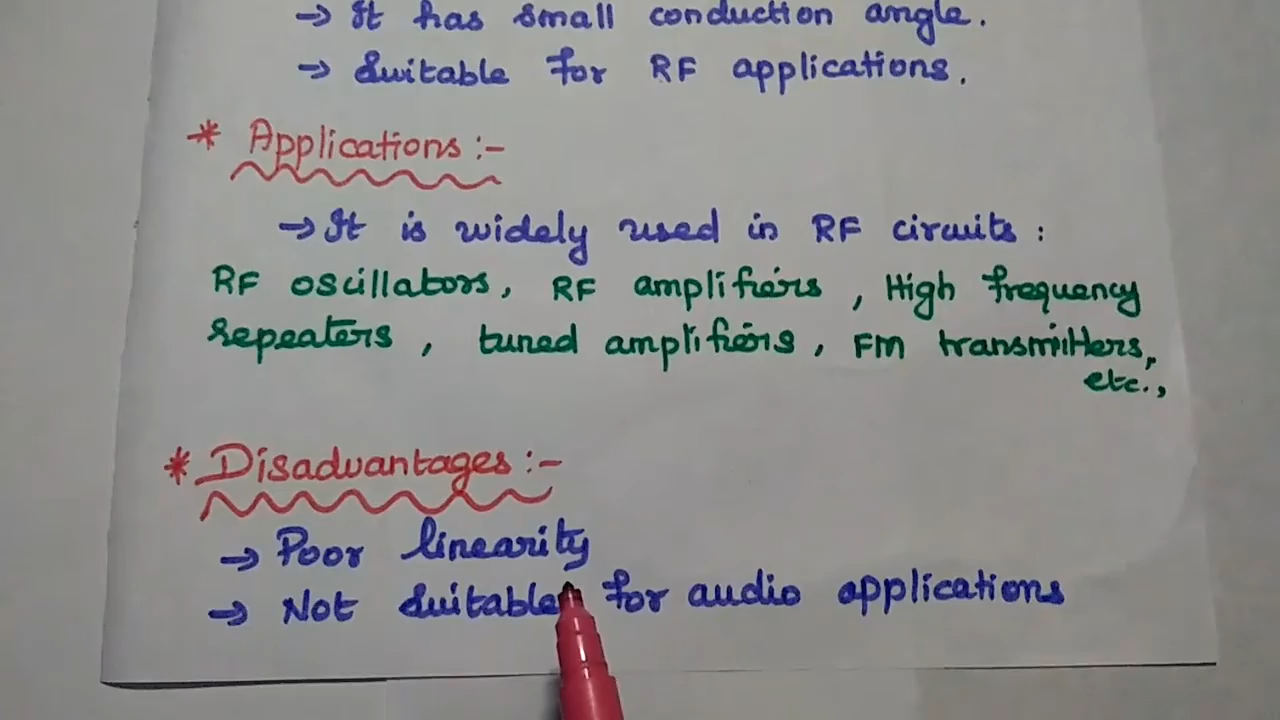 → It has small conduction angle.
→ Suitable for RF applications.
* Applications :-
→ It is widely used in RF circuits :
RF oscillators, RF amplifiers, High frequency
repeaters, tuned amplifiers, FM transmitters,
etc.,
* Disadvantages :-
→ Poor linearity
→ Not Suitable for audio applications